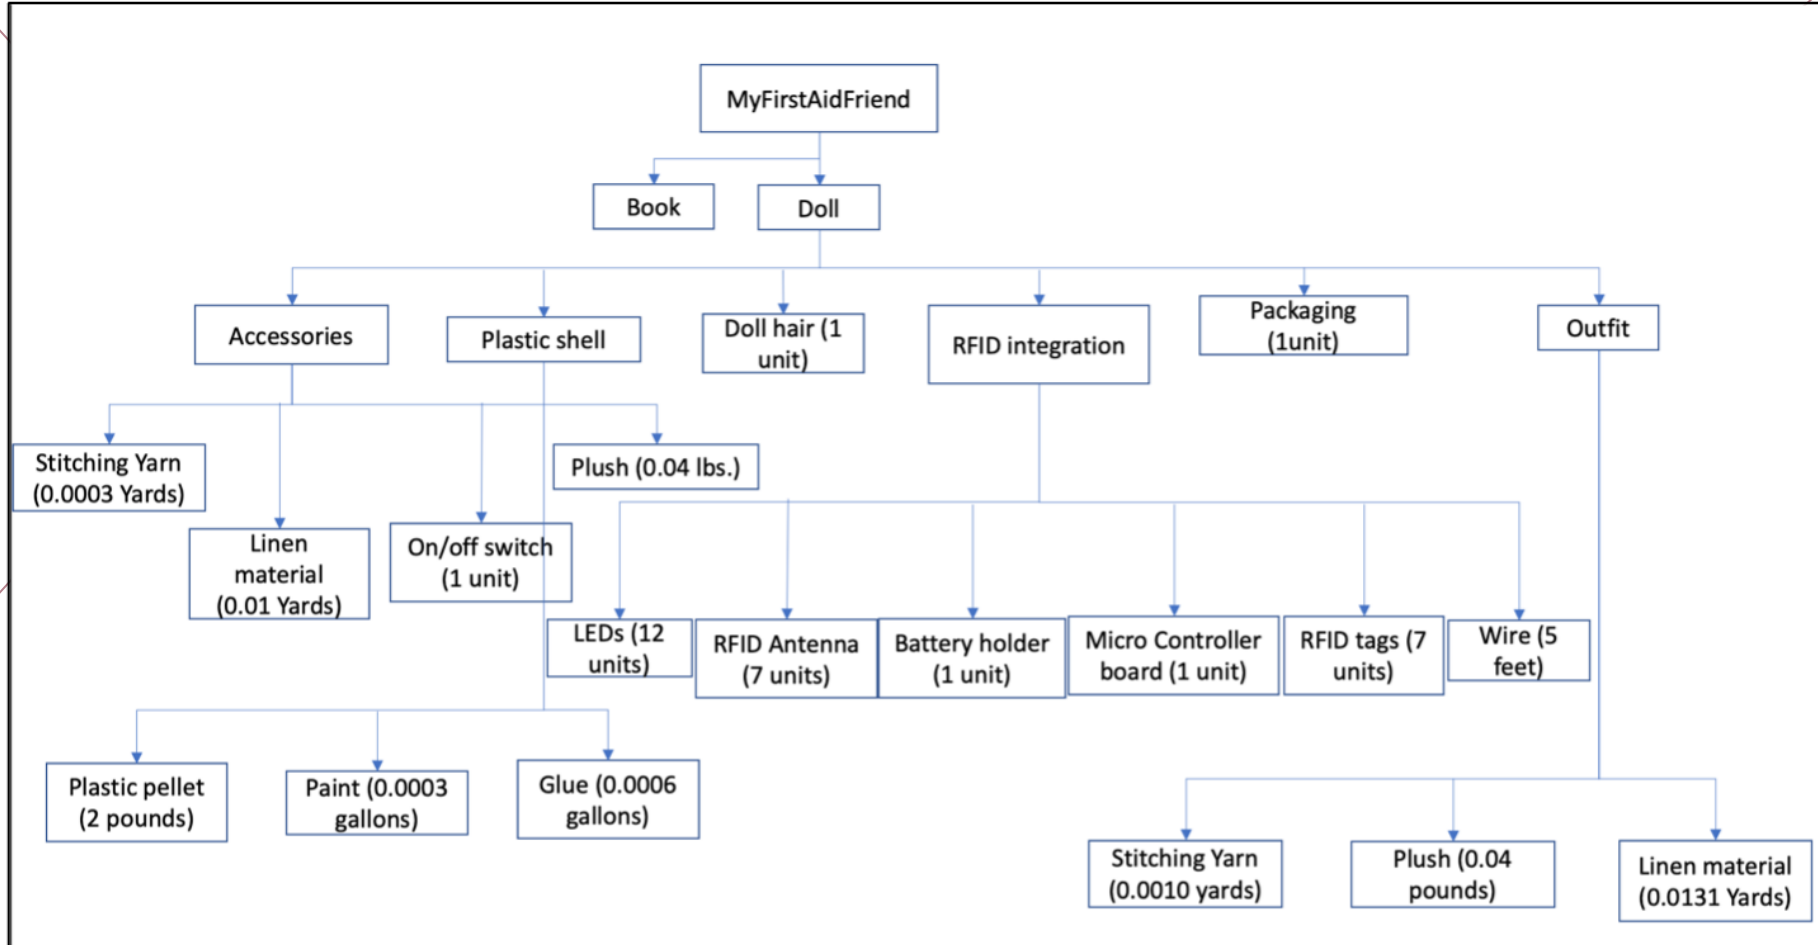 MyFirstAidFriend
Book
Doll
Accessories
Plastic shell
Doll hair (1
unit)
RFID integration
Packaging
(1unit)
Outfit
Stitching Yarn
(0.0003 Yards)
Linen
material
(0.01 Yards)
On/off switch
(1 unit)
Plush (0.04 lbs.)
LEDs (12
units)
RFID Antenna
(7 units)
Battery holder
(1 unit)
Micro Controller
board (1 unit)
RFID tags (7
units)
Wire (5
feet)
Plastic pellet
(2 pounds)
Paint (0.0003
gallons)
Glue (0.0006
gallons)
Stitching Yarn
(0.0010 yards)
Plush (0.04
pounds)
Linen material
(0.0131 Yards)